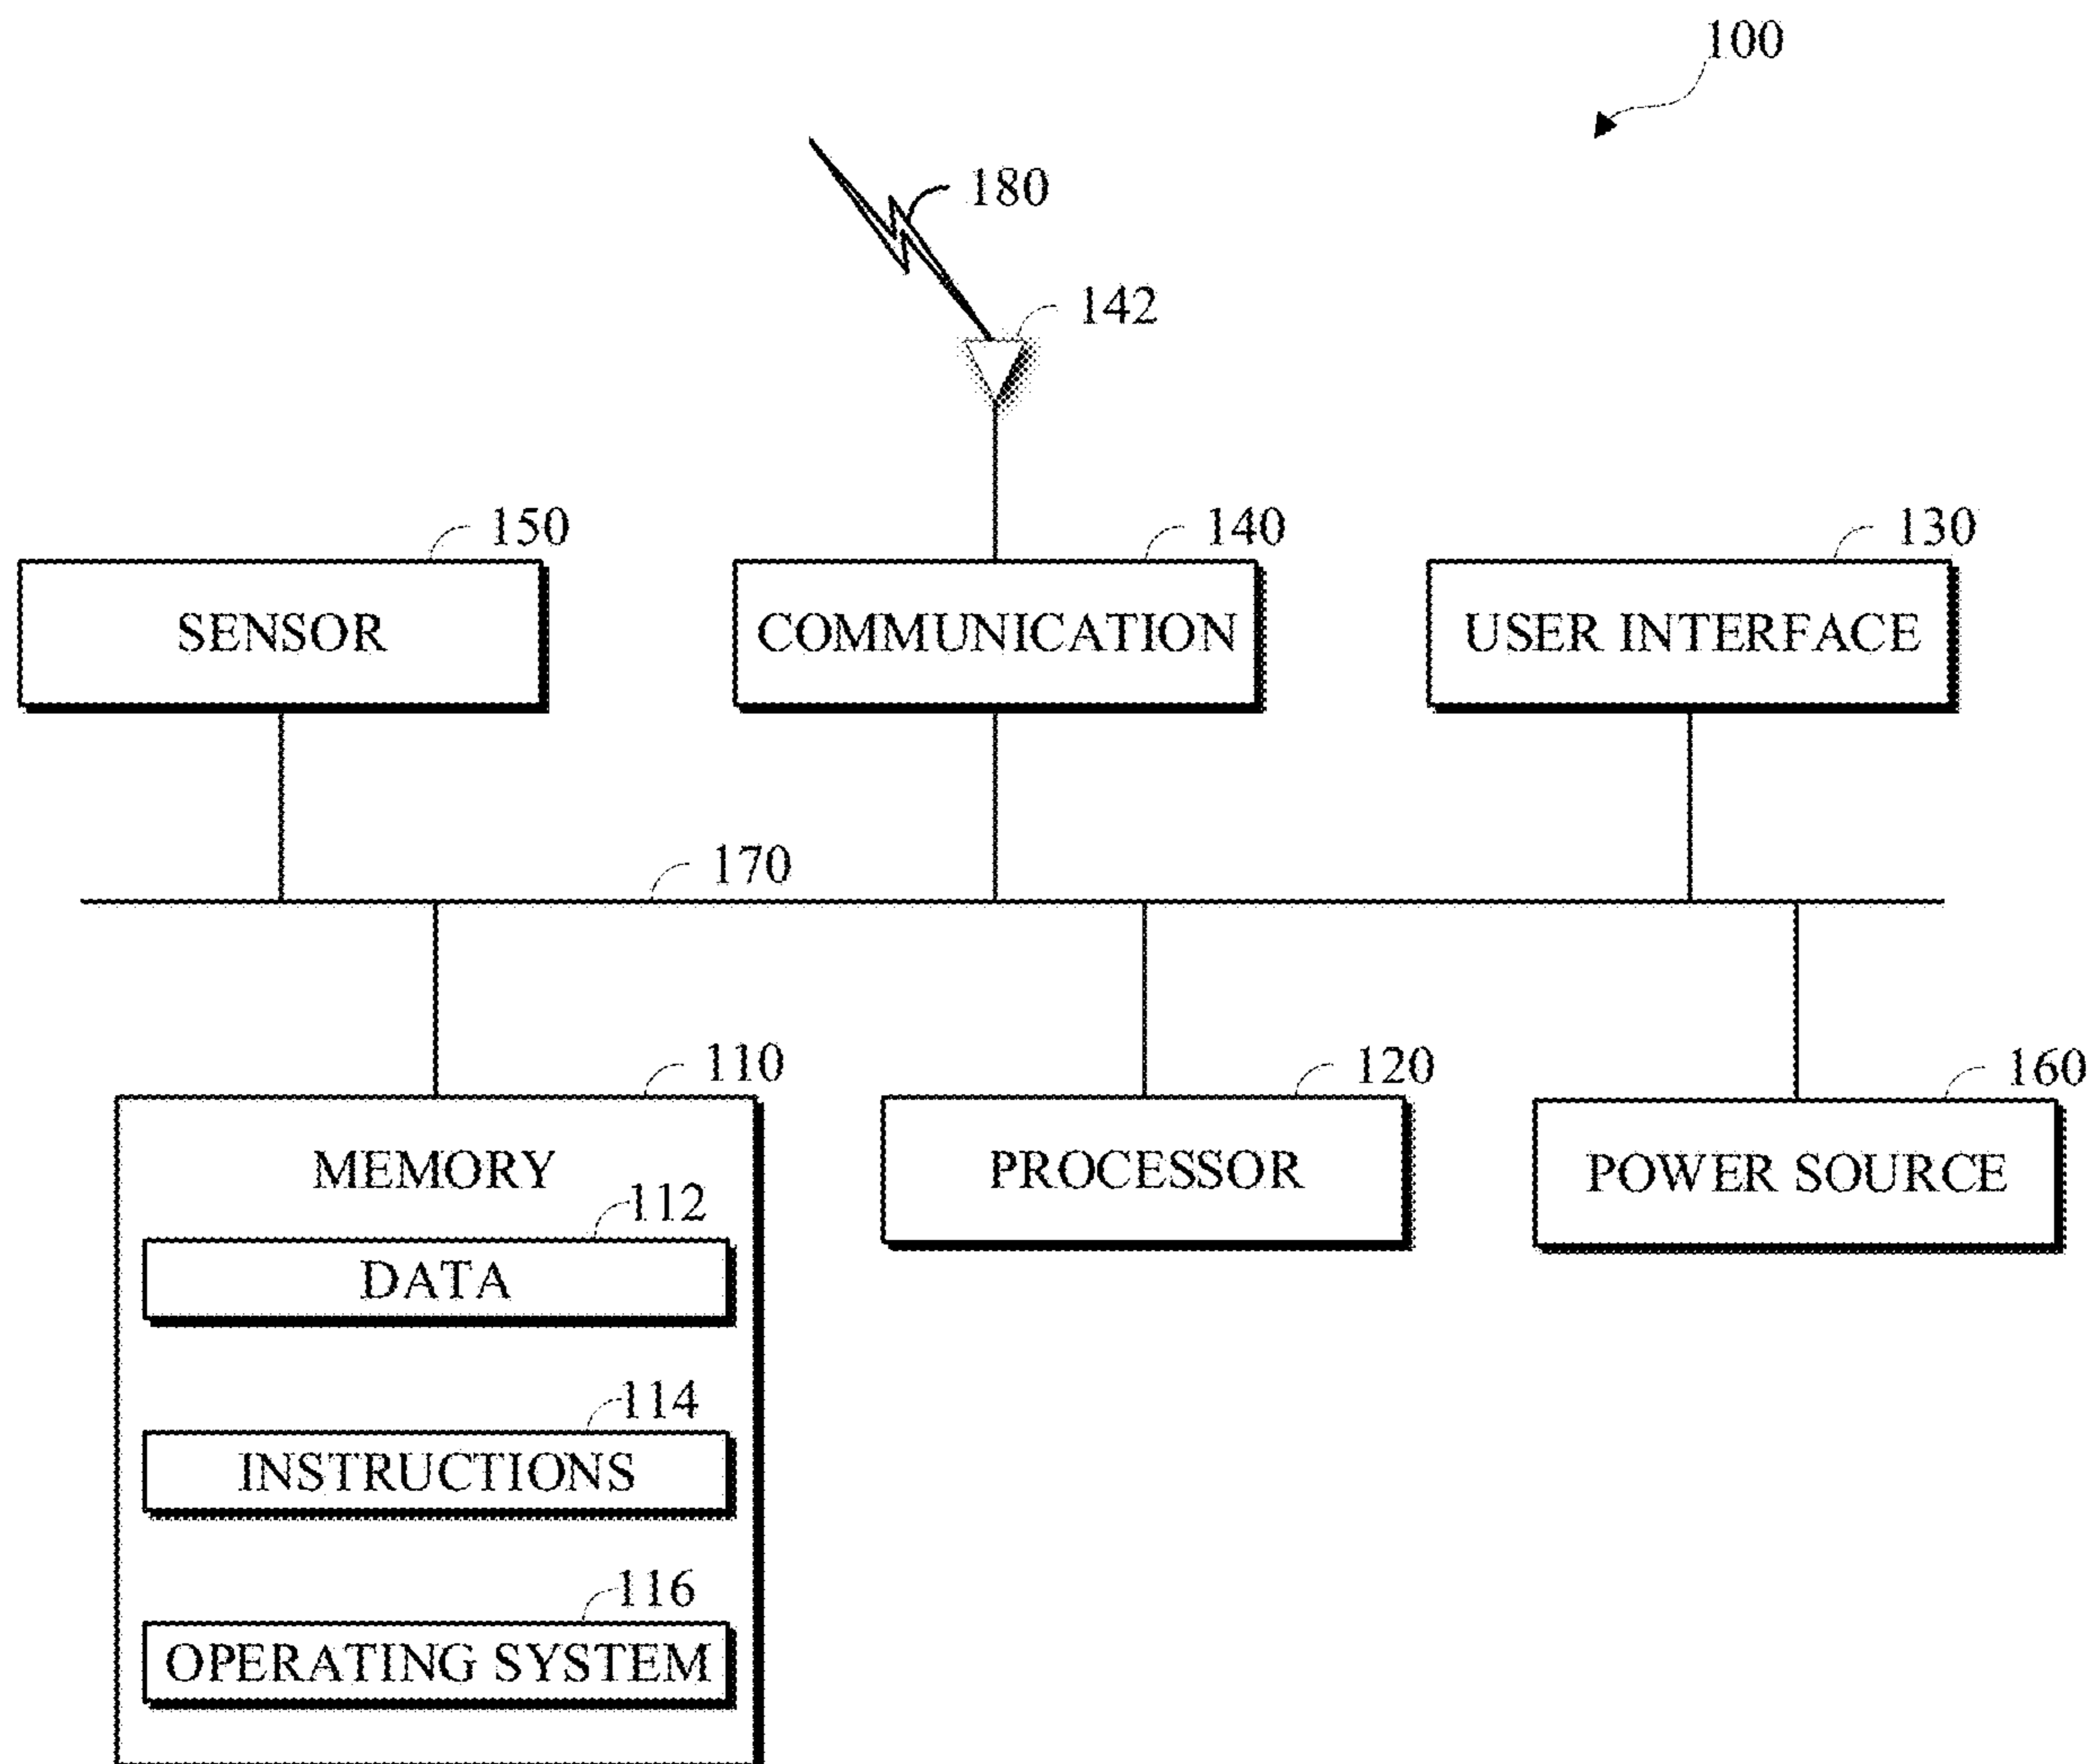 100
180
142
150
140
130
SENSOR
COMMUNICATION
USER INTERFACE
170
110
120
160
MEMORY
PROCESSOR
POWER SOURCE
112
DATA
114
INSTRUCTIONS
116
OPERATING SYSTEM